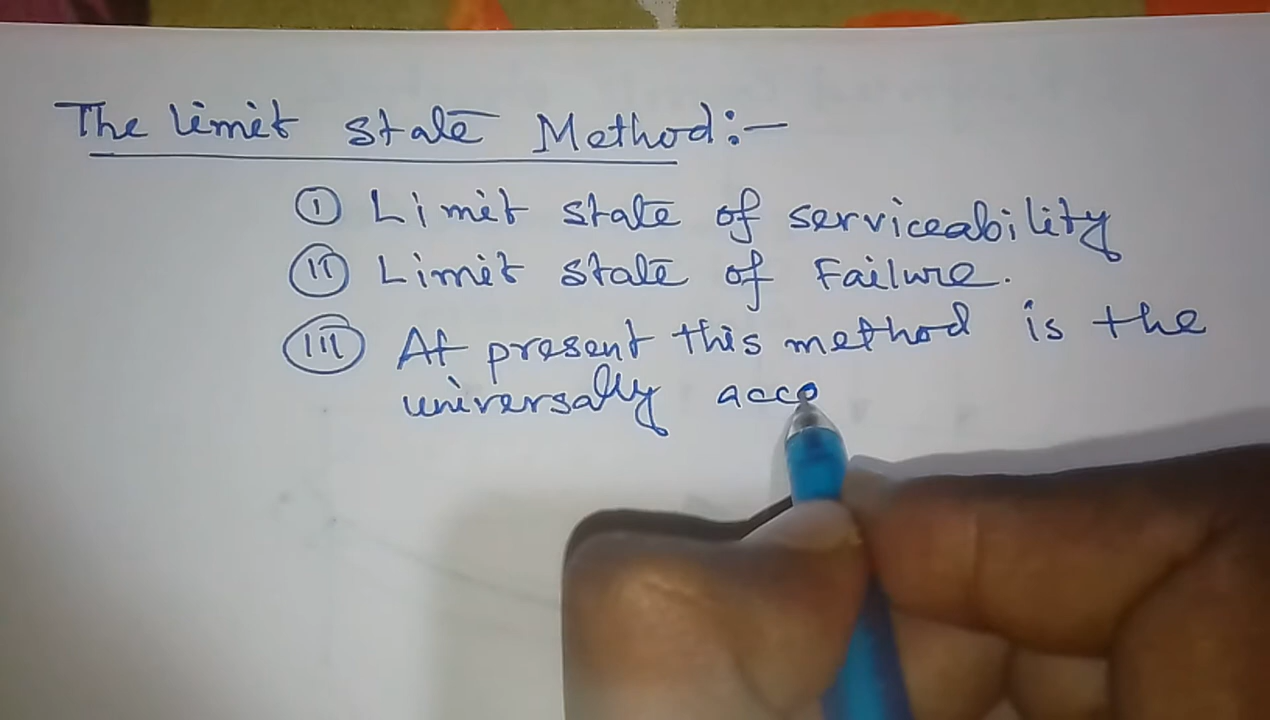 The limit state Method:-
(I) Limit state of serviceability
(II) Limit state of Failure.
(III) At present this method is the
universally acce